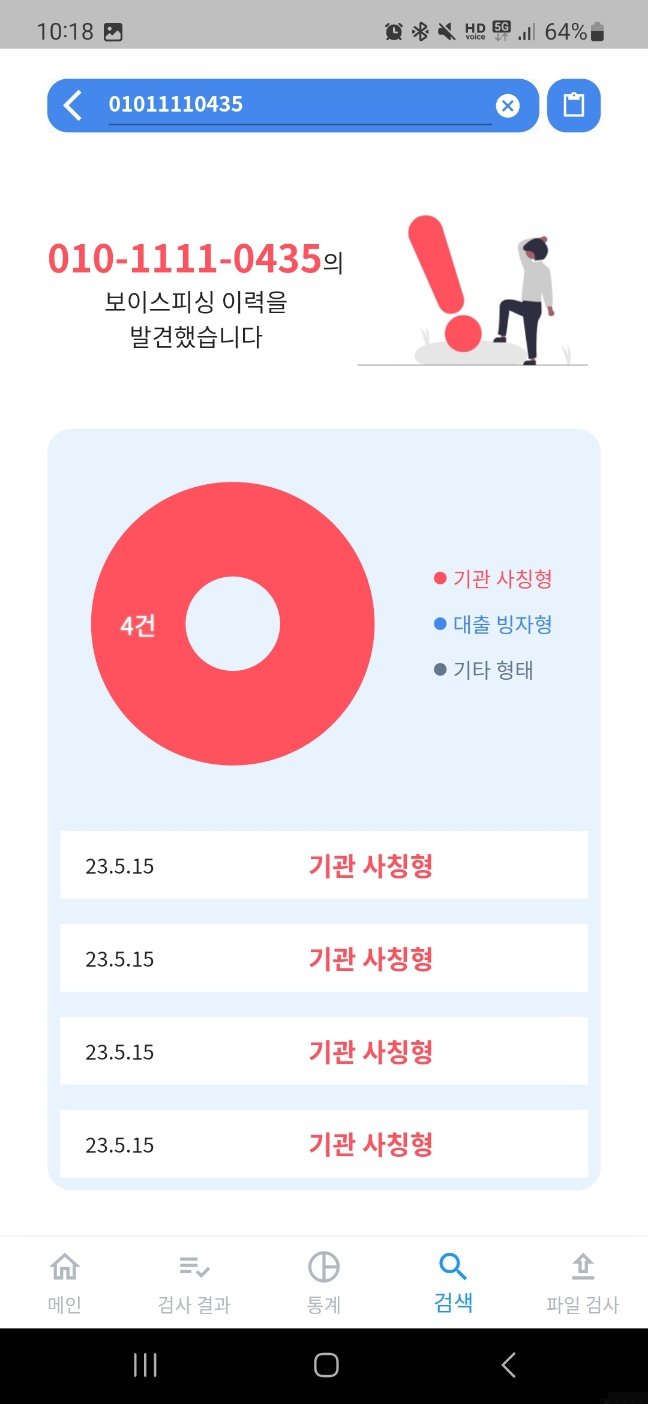 10:18
HD voice 5G 64%
01011110435
010-1111-0435의
보이스피싱 이력을
발견했습니다
4건
기관 사칭형
대출 빙자형
기타 형태
23.5.15 기관 사칭형
23.5.15 기관 사칭형
23.5.15 기관 사칭형
23.5.15 기관 사칭형
메인 검사 결과 통계 검색 파일 검사